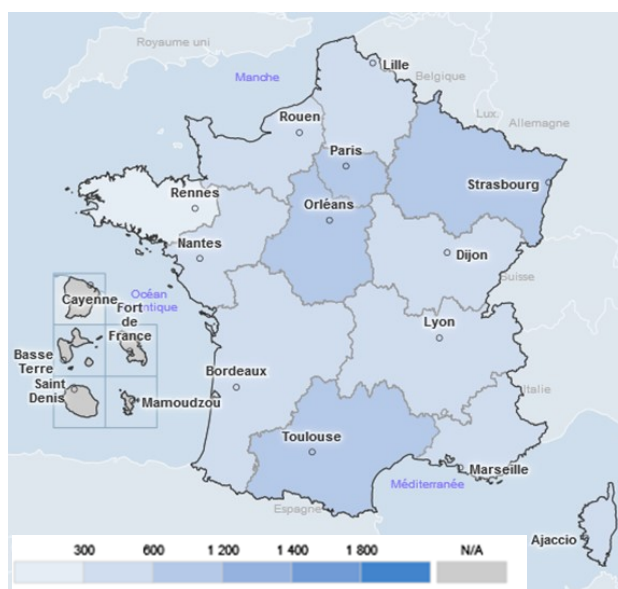 Royaume uni
Lille
Manche
Belgique
Lux.
Allemagne
Rouen
Paris
Strasbourg
Rennes
Orléans
Nantes
Dijon
Suisse
Cayenne
Océan
Fort
de
France
Lyon
Basse
Terre
Saint
Denis
Mamoudzou
Bordeaux
Italie
Toulouse
Marseille
Méditerranée
Espagne
Ajaccio
300 600 1 200 1 400 1 800 N/A